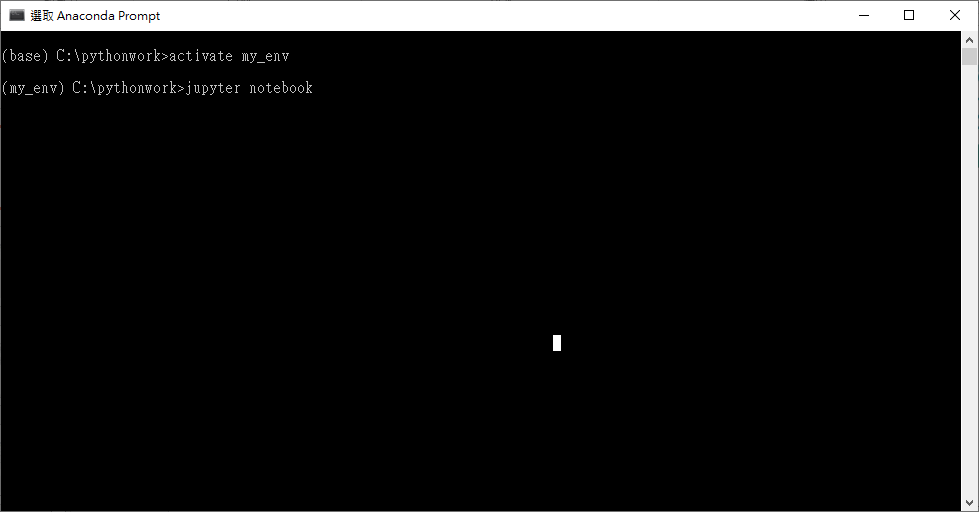 選取 Anaconda Prompt
(base) C:\pythonwork>activate my_env
(my_env) C:\pythonwork>jupyter notebook